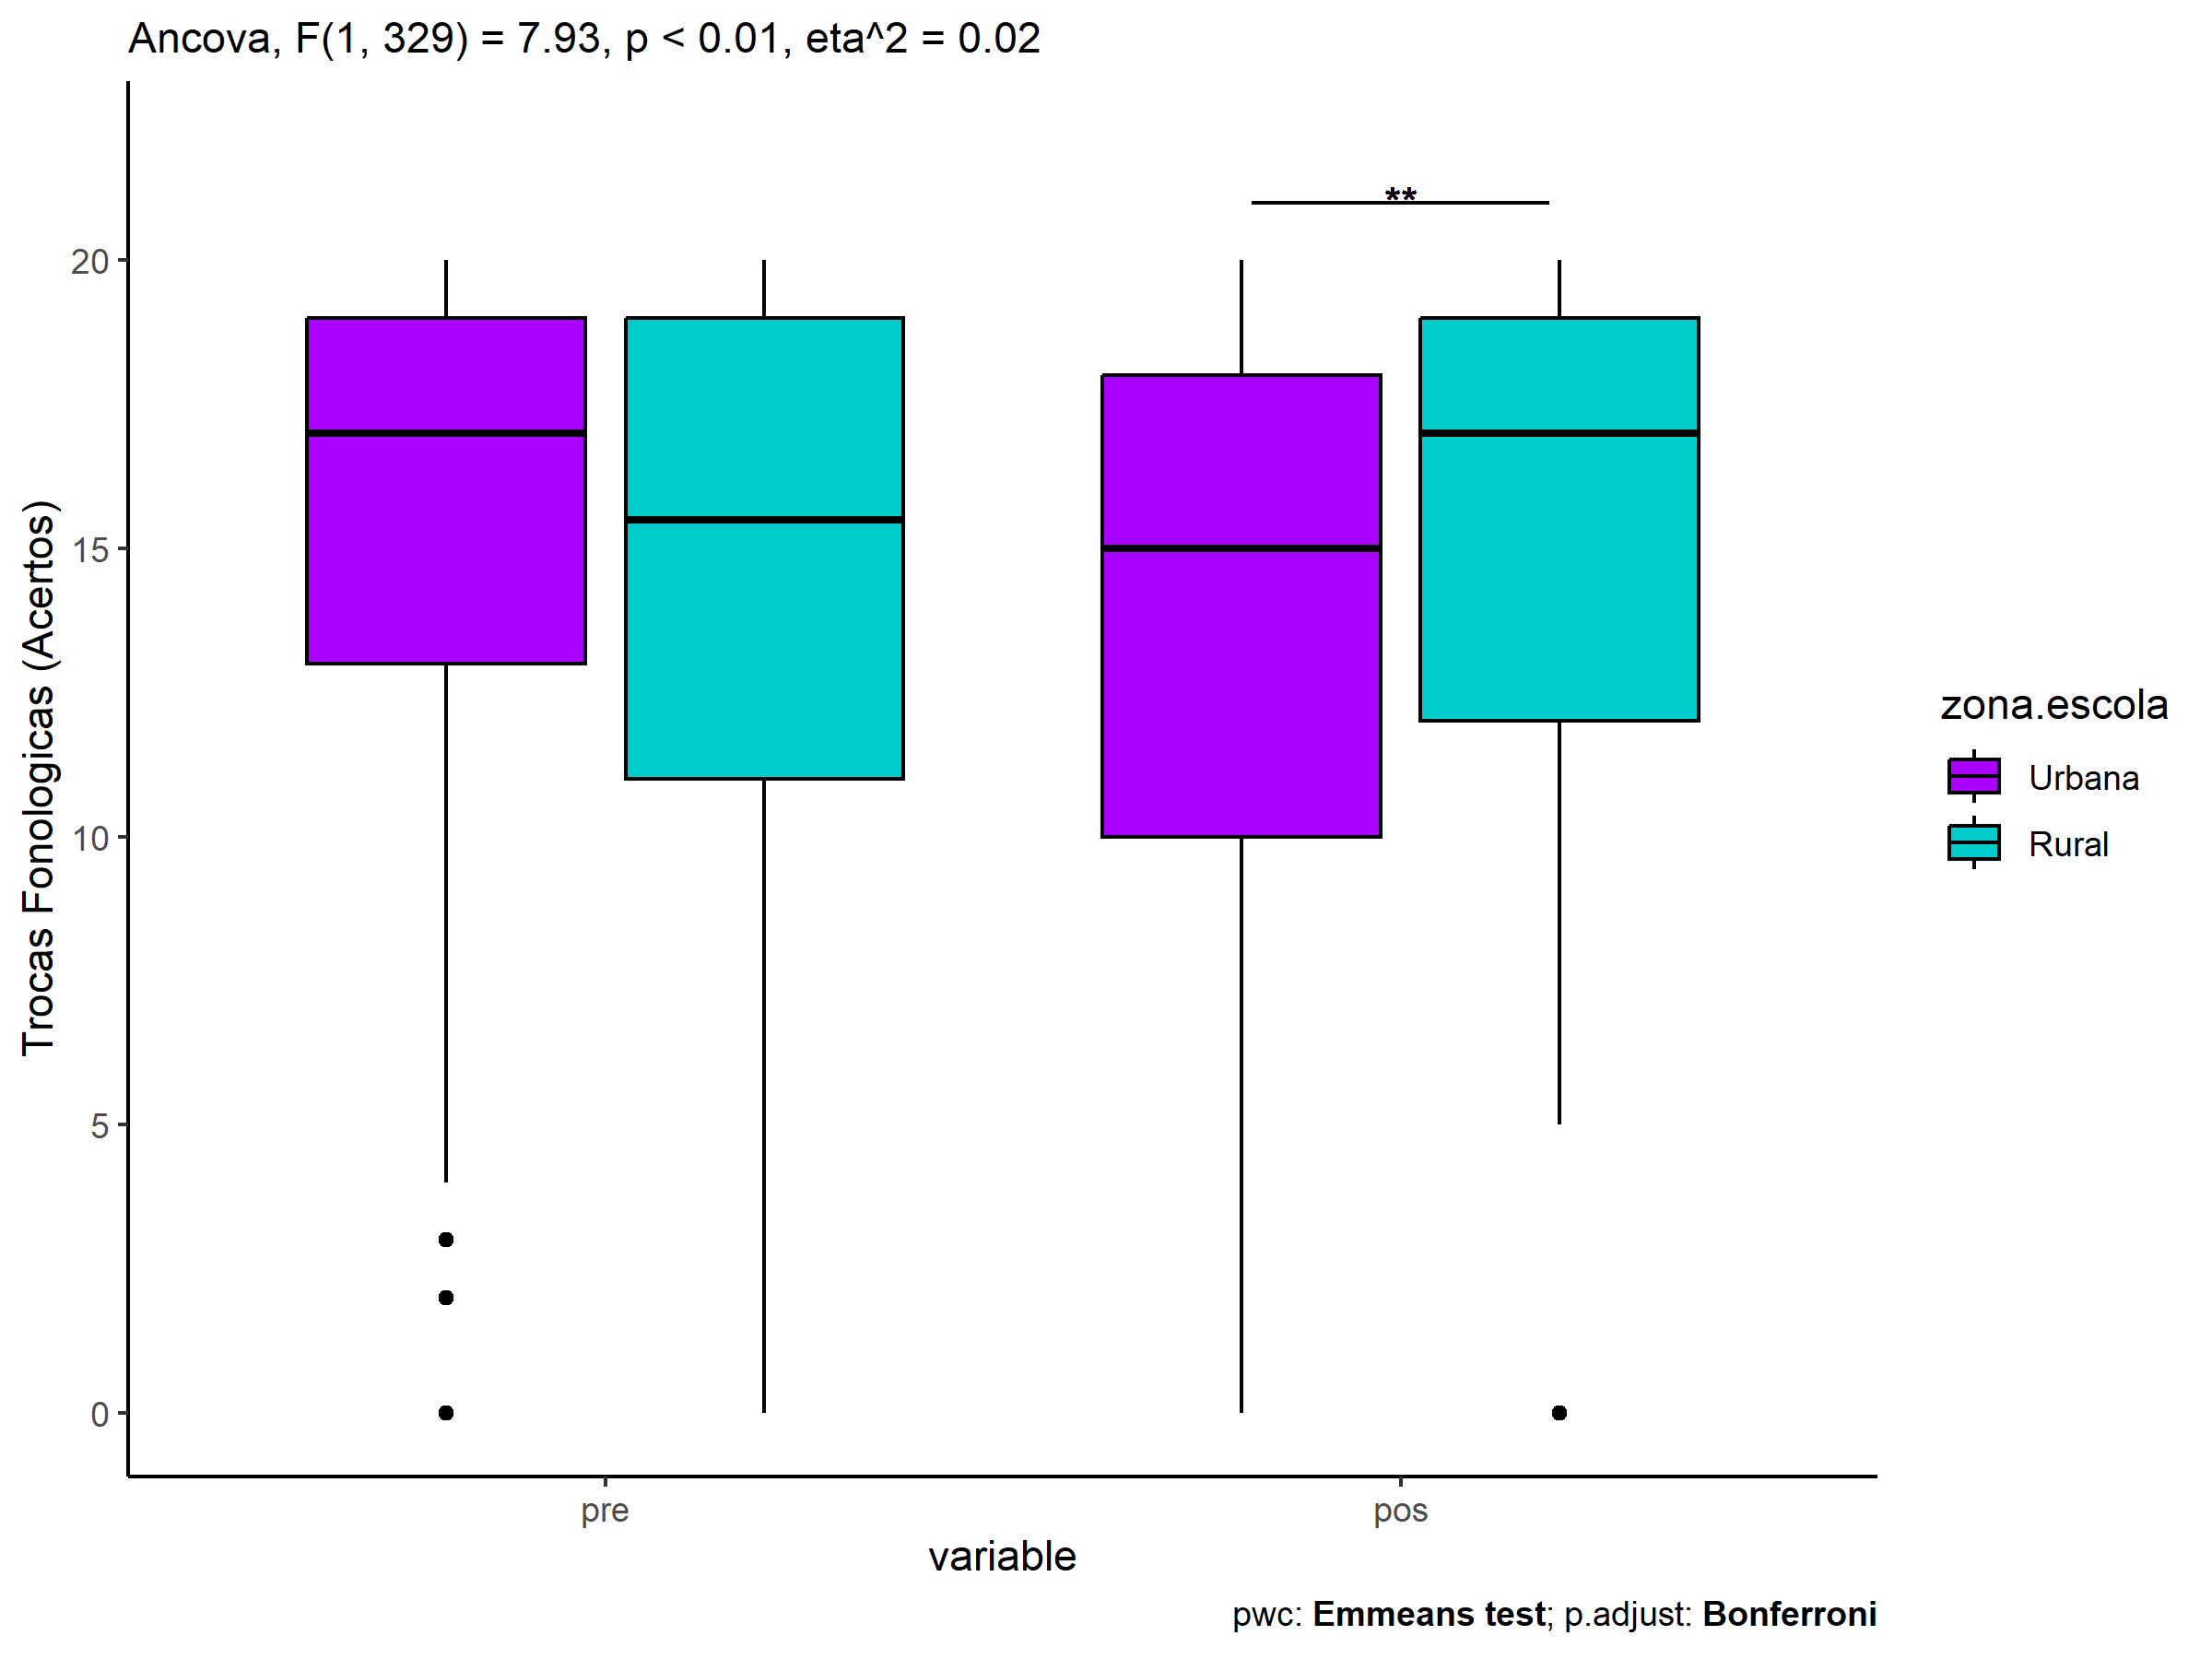 Ancova, F(1, 329) = 7.93, p < 0.01, eta^2 = 0.02
**
20
15
10
5
0
Trocas Fonologicas (Acertos)
pre
pos
variable
zona.escola
Urbana
Rural
pwc: Emmeans test; p.adjust: Bonferroni